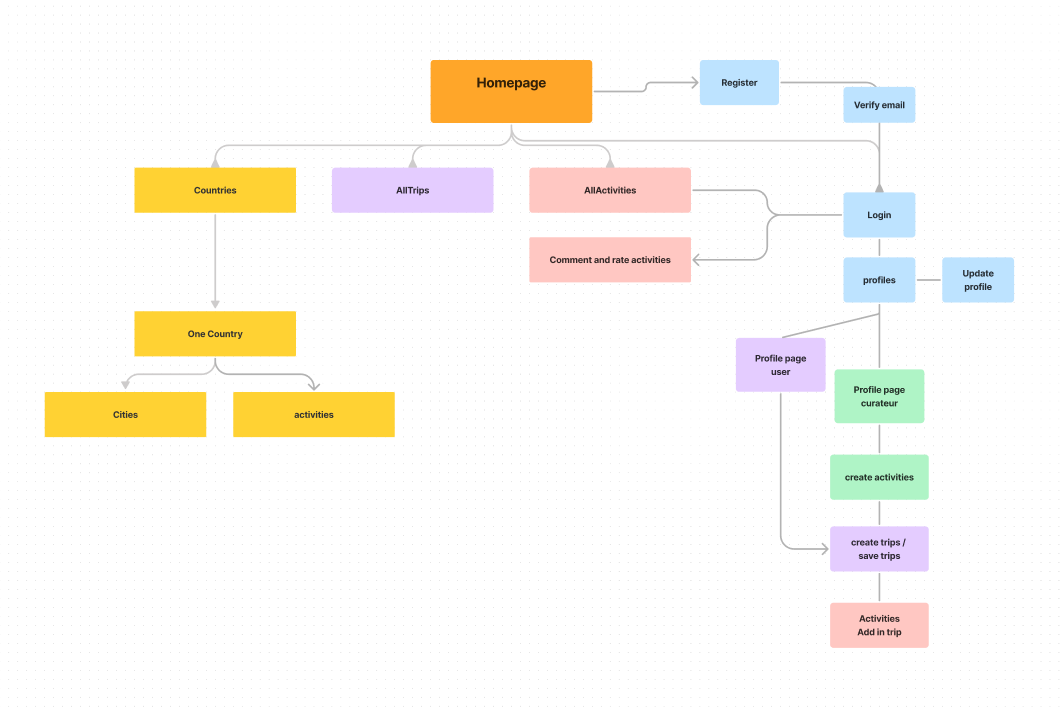 Homepage
Register
Verify email
Countries
AllTrips
AllActivities
Login
Comment and rate activities
profiles
Update
profile
One Country
Profile page
user
Profile page
curateur
Cities
activities
create activities
create trips /
save trips
Activities
Add in trip